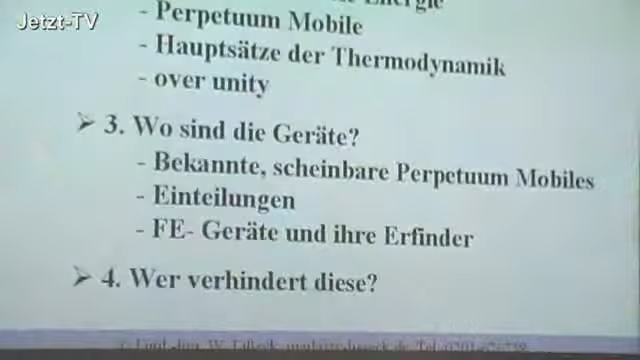 Jetzt-TV
Energie
- Perpetuum Mobile
- Hauptsätze der Thermodynamik
- over unity
➢ 3. Wo sind die Geräte?
- Bekannte, scheinbare Perpetuum Mobiles
- Einteilungen
- FE- Geräte und ihre Erfinder
➢ 4. Wer verhindert diese?